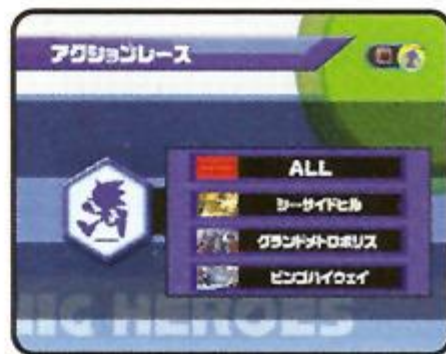 アクションレース
ALL
シーサイドヒル
グランドメトロポリス
ビンゴハイウェイ
NIC HEROES